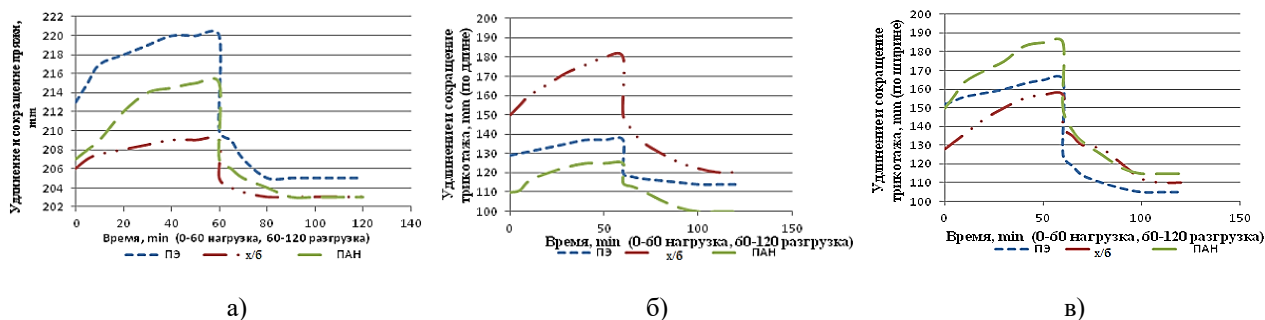 Удлинение и сокращение пряжи,
mm
222
220
218
216
214
212
210
208
206
204
202
0 20 40 60 80 100 120 140
Время, min (0-60 нагрузка, 60-120 разгрузка)
ПЭ х/б ПАН
а)
Удлинение и сокращение
трикотажа, mm (по длине)
200
190
180
170
160
150
140
130
120
110
100
0 50 100 150
Время, min (0-60 нагрузка, 60-120 разгрузка)
ПЭ х/б ПАН
б)
Удлинение и сокращение
трикотажа, mm (по ширине)
200
190
180
170
160
150
140
130
120
110
100
0 50 100 150
Время, min (0-60 нагрузка, 60-120 разгрузка)
ПЭ х/б ПАН
в)